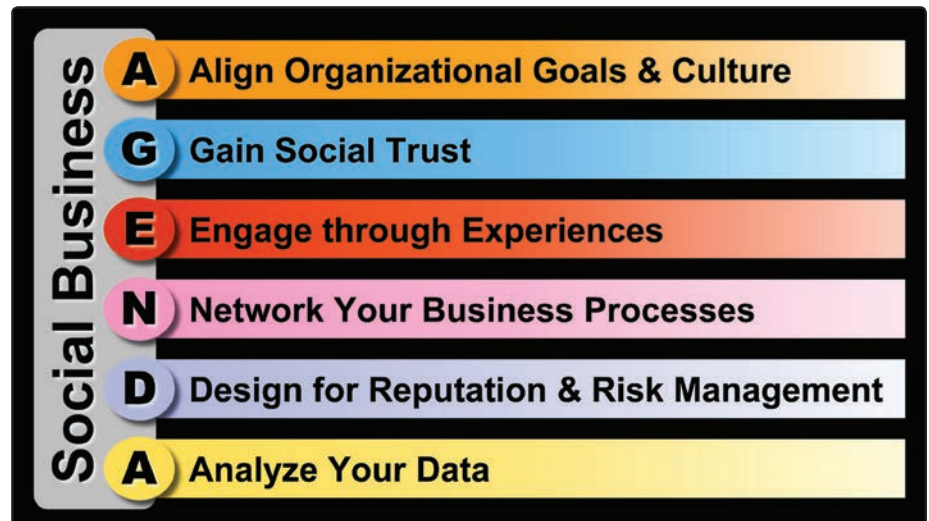 Social Business
A Align Organizational Goals & Culture
G Gain Social Trust
E Engage through Experiences
N Network Your Business Processes
D Design for Reputation & Risk Management
A Analyze Your Data